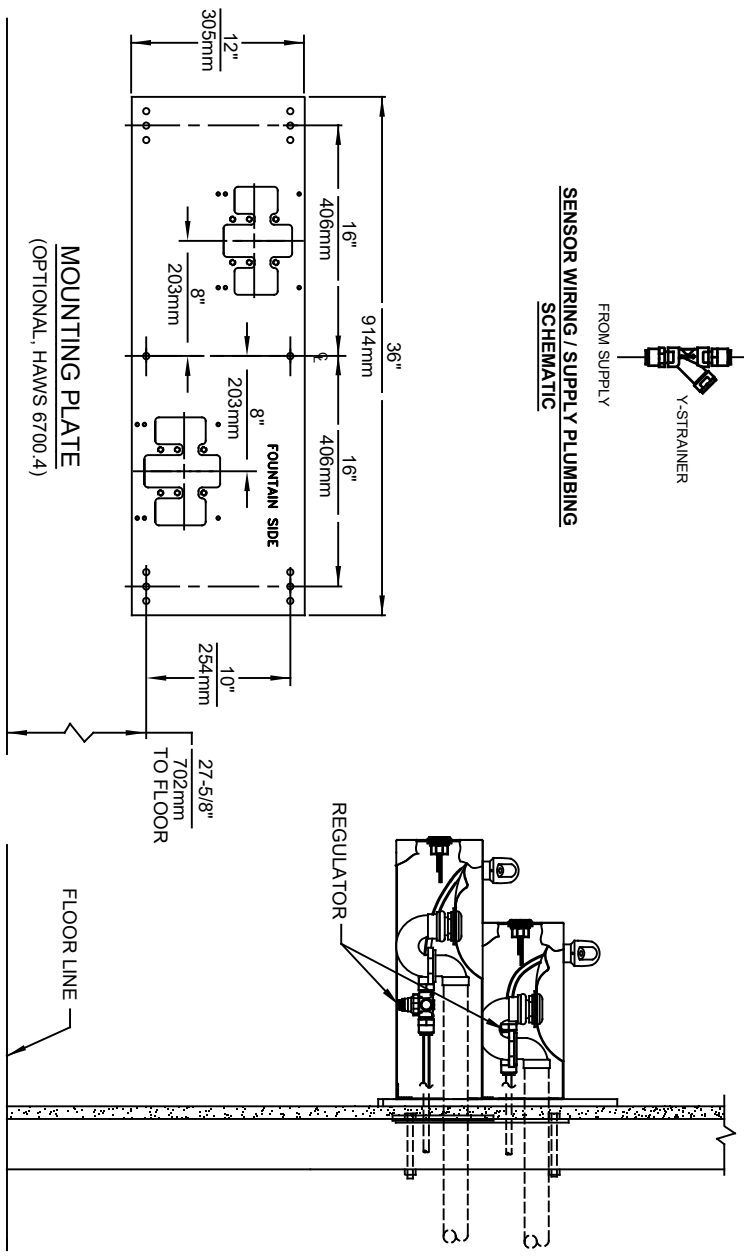 FROM SUPPLY
Y-STRAINER
SENSOR WIRING / SUPPLY PLUMBING
SCHEMATIC
36"
914mm
16"
406mm
16"
406mm
8"
203mm
8"
203mm
12"
305mm
℄
FOUNTAIN SIDE
10"
254mm
27-5/8"
702mm
TO FLOOR
MOUNTING PLATE
(OPTIONAL, HAWS 6700.4)
REGULATOR
FLOOR LINE